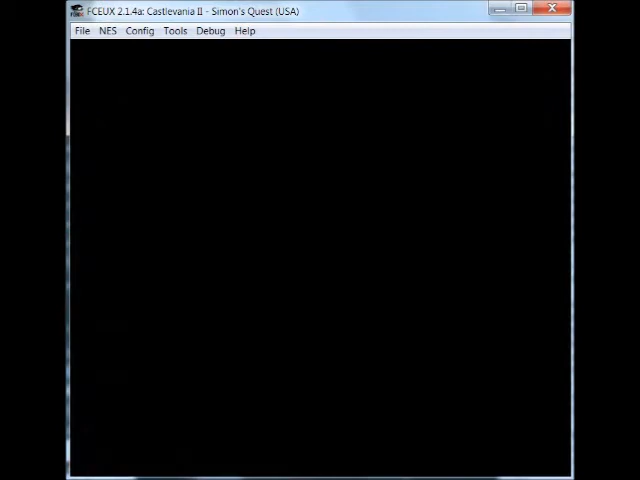 FCEUX 2.1.4a: Castlevania II - Simon's Quest (USA)
File NES Config Tools Debug Help